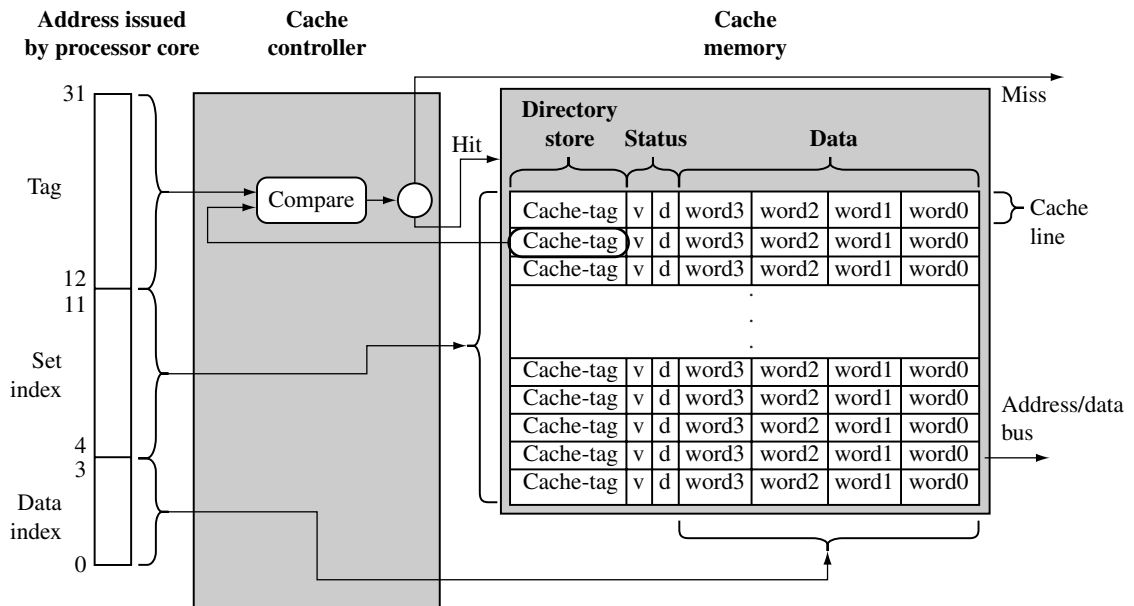 Address issued
by processor core
Cache
controller
Cache
memory
31
Miss
Directory
store
Status
Data
Hit
Tag
Compare
Cache-tag v d word3 word2 word1 word0
Cache
line
Cache-tag v d word3 word2 word1 word0
Cache-tag v d word3 word2 word1 word0
12
11
.
.
.
Set
index
Cache-tag v d word3 word2 word1 word0
Cache-tag v d word3 word2 word1 word0
Cache-tag v d word3 word2 word1 word0
Cache-tag v d word3 word2 word1 word0
Cache-tag v d word3 word2 word1 word0
Address/data
bus
4
3
Data
index
0